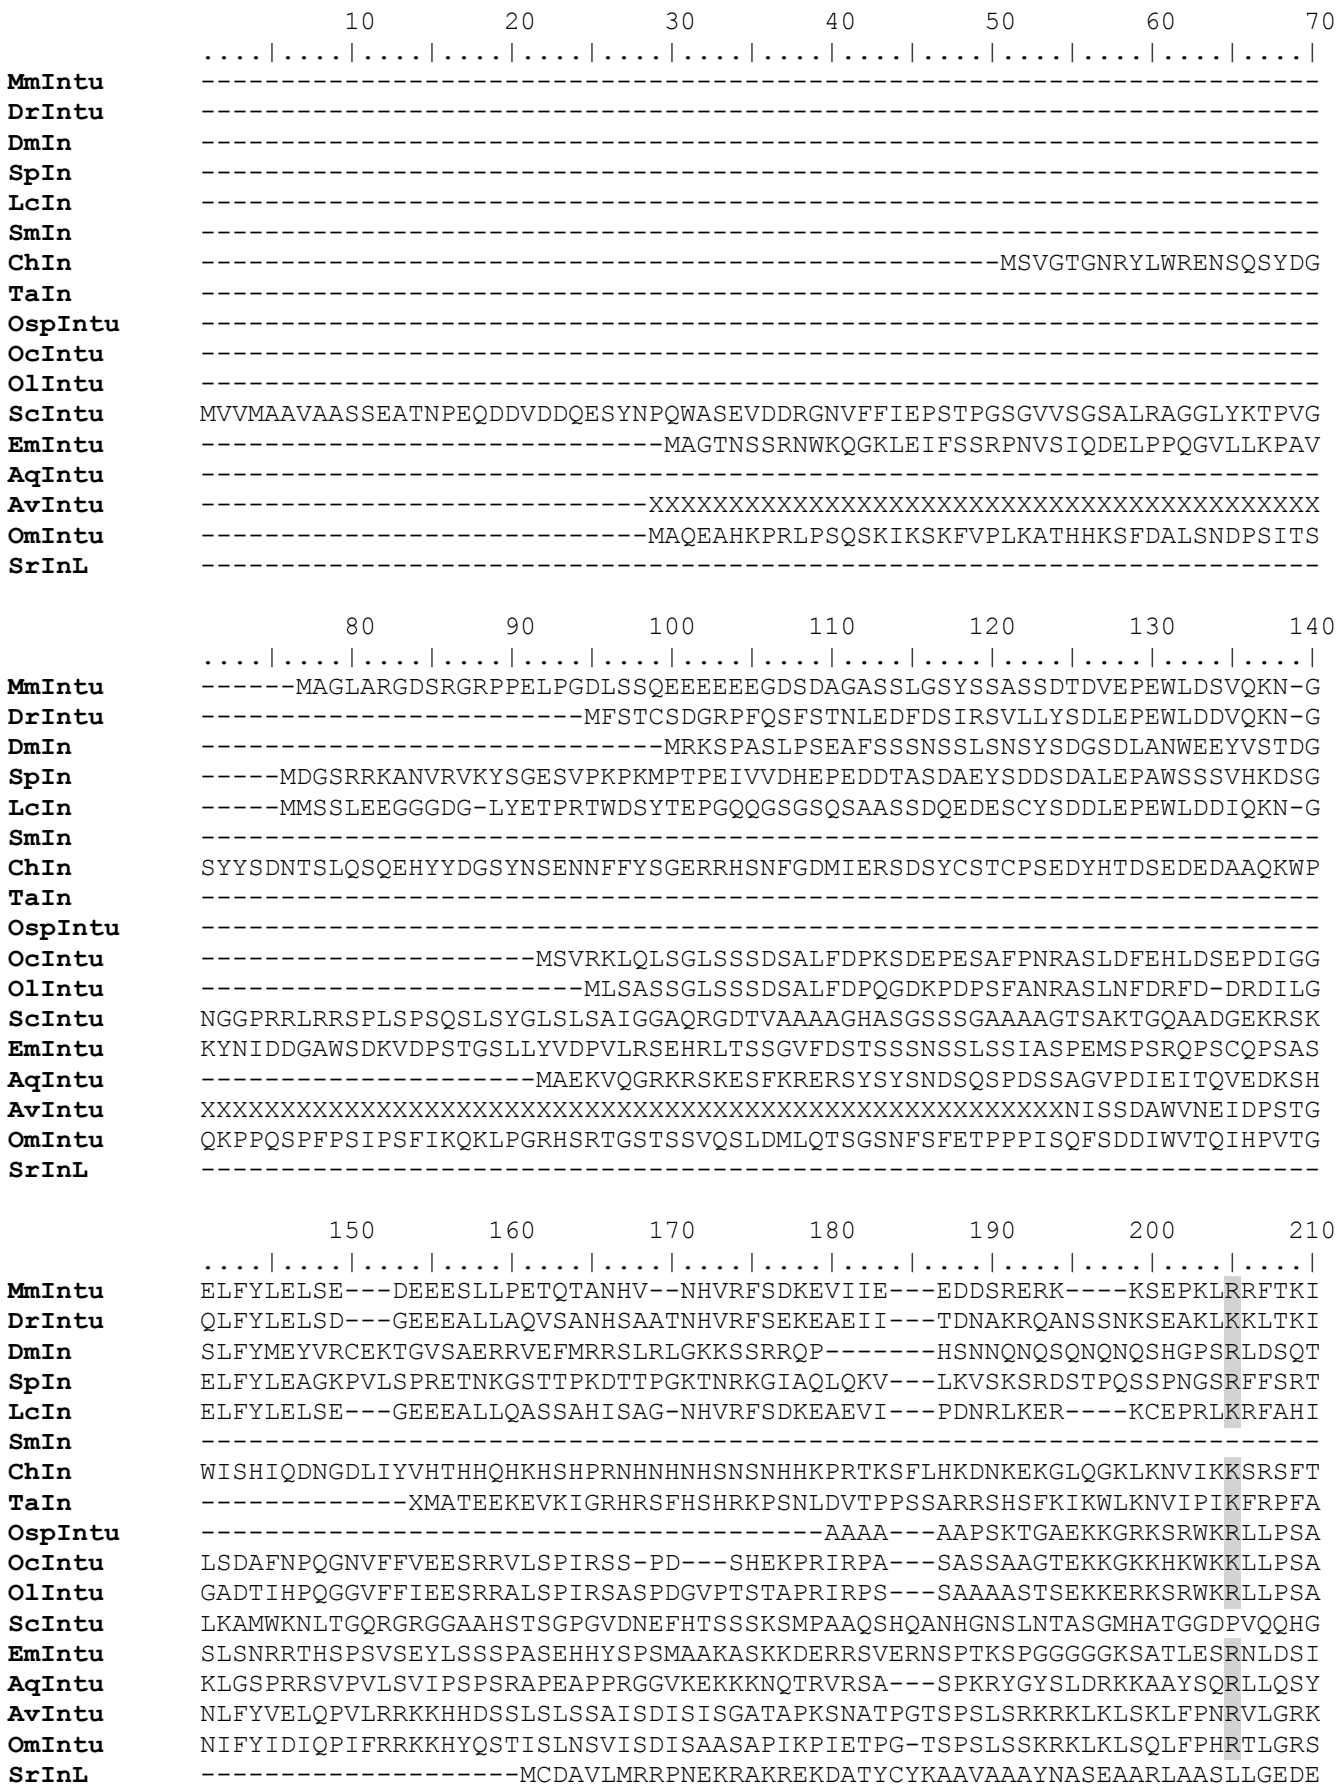 10 20 30 40 50 60 70
....|....|....|....|....|....|....|....|....|....|....|....|....|....|
MmIntu ----------------------------------------------------------------------
DrIntu ----------------------------------------------------------------------
DmIn ----------------------------------------------------------------------
SpIn ----------------------------------------------------------------------
LcIn ----------------------------------------------------------------------
SmIn ----------------------------------------------------------------------
ChIn --------------------------------------------------MSVGTGNRYLWRENSQSYDG
TaIn ----------------------------------------------------------------------
OspIntu ----------------------------------------------------------------------
OcIntu ----------------------------------------------------------------------
OlIntu ----------------------------------------------------------------------
ScIntu MVVMAAVAASSEATNPEQDDVDDQESYNPQWASEVDDRGNVFFIEPSTPGSGVVSGSALRAGGLYKTPVG
EmIntu -----------------------------MAGTNSSRNWKQGKLEIFSSRPNVSIQDELPPQGVLLKPAV
AqIntu ----------------------------------------------------------------------
AvIntu ----------------------------XXXXXXXXXXXXXXXXXXXXXXXXXXXXXXXXXXXXXXXXXX
OmIntu ----------------------------MAQEAHKPRLPSQSKIKSKFVPLKATHHKSFDALSNDPSITS
SrInL ----------------------------------------------------------------------
80 90 100 110 120 130 140
....|....|....|....|....|....|....|....|....|....|....|....|....|....|
MmIntu ------MAGLARGDSRGRPPELPGDLSSQEEEEEEGDSDAGASSLGSYSSASSDTDVEPEWLDSVQKN-G
DrIntu ------------------------MFSTCSDGRPFQSFSTNLEDFDSIRSVLLYSDLEPEWLDDVQKN-G
DmIn -----------------------------MRKSPASLPSEAFSSSNSSLSNSYSDGSDLANWEEYVSTDG
SpIn -----MDGSRRKANVRVKYSGESVPKPKMPTPEIVVDHEPEDDTASDAEYSDDSDALEPAWSSSVHKDSG
LcIn -----MMSSLEEGGGDG-LYETPRTWDSYTEPGQQGSGSQSAASSDQEDESCYSDDLEPEWLDDIQKN-G
SmIn ----------------------------------------------------------------------
ChIn SYYSDNTSLQSQEHYYDGSYNSENNFFYSGERRHSNFGDMIERSDSYCSTCPSEDYHTDSEDEDAAQKWP
TaIn ----------------------------------------------------------------------
OspIntu ----------------------------------------------------------------------
OcIntu ---------------------MSVRKLQLSGLSSSDSALFDPKSDEPESAFPNRASLDFEHLDSEPDIGG
OlIntu ------------------------MLSASSGLSSSDSALFDPQGDKPDPSFANRASLNFDRFD-DRDILG
ScIntu NGGPRRLRRSPLSPSQSLSYGLSLSAIGGAQRGDTVAAAAGHASGSSSGAAAAGTSAKTGQAADGEKRSK
EmIntu KYNIDDGAWSDKVDPSTGSLLYVDPVLRSEHRLTSSGVFDSTSSSNSSLSSIASPEMSPSRQPSCQPSAS
AqIntu ---------------------MAEKVQGRKRSKESFKRERSYSYSNDSQSPDSSAGVPDIEITQVEDKSH
AvIntu XXXXXXXXXXXXXXXXXXXXXXXXXXXXXXXXXXXXXXXXXXXXXXXXXXXXXXNISSDAWVNEIDPSTG
OmIntu QKPPQSPFPSIPSFIKQKLPGRHSRTGSTSSVQSLDMLQTSGSNFSFETPPPISQFSDDIWVTQIHPVTG
SrInL ----------------------------------------------------------------------
150 160 170 180 190 200 210
....|....|....|....|....|....|....|....|....|....|....|....|....|....|
MmIntu ELFYLELSE---DEEESLLPETQTANHV--NHVRFSDKEVIIE---EDDSRERK----KSEPKLRRFTKI
DrIntu QLFYLELSD---GEEEALLAQVSANHSAATNHVRFSEKEAEII---TDNAKRQANSSNKSEAKLKKLTKI
DmIn SLFYMEYVRCEKTGVSAERRVEFMRRSLRLGKKSSRRQP-------HSNNQNQSQNQNQSHGPSRLDSQT
SpIn ELFYLEAGKPVLSPRETNKGSTTPKDTTPGKTNRKGIAQLQKV---LKVSKSRDSTPQSSPNGSRFFSRT
LcIn ELFYLELSE---GEEEALLQASSAHISAG-NHVRFSDKEAEVI---PDNRLKER----KCEPRLKRFAHI
SmIn ----------------------------------------------------------------------
ChIn WISHIQDNGDLIYVHTHHQHKHSHPRNHNHNHSNSNHHKPRTKSFLHKDNKEKGLQGKLKNVIKKSRSFT
TaIn -------------XMATEEKEVKIGRHRSFHSHRKPSNLDVTPPSSARRSHSFKIKWLKNVIPIKFRPFA
OspIntu ---------------------------------------AAAA---AAPSKTGAEKKGRKSRWKRLLPSA
OcIntu LSDAFNPQGNVFFVEESRRVLSPIRSS-PD---SHEKPRIRPA---SASSAAGTEKKGKKHKWKKLLPSA
OlIntu GADTIHPQGGVFFIEESRRALSPIRSASPDGVPTSTAPRIRPS---SAAAASTSEKKERKSRWKRLLPSA
ScIntu LKAMWKNLTGQRGRGGAAHSTSGPGVDNEFHTSSSKSMPAAQSHQANHGNSLNTASGMHATGGDPVQQHG
EmIntu SLSNRRTHSPSVSEYLSSSPASEHHYSPSMAAKASKKDERRSVERNSPTKSPGGGGGKSATLESRNLDSI
AqIntu KLGSPRRSVPVLSVIPSPSRAPEAPPRGGVKEKKKNQTRVRSA---SPKRYGYSLDRKKAAYSQRLLQSY
AvIntu NLFYVELQPVLRRKKHHDSSLSLSSAISDISISGATAPKSNATPGTSPSLSRKRKLKLSKLFPNRVLGRK
OmIntu NIFYIDIQPIFRRKKHYQSTISLNSVISDISAASAPIKPIETPG-TSPSLSSKRKLKLSQLFPHRTLGRS
SrInL --------------------MCDAVLMRRPNEKRAKREKDATYCYKAAVAAAYNASEAARLAASLLGEDE